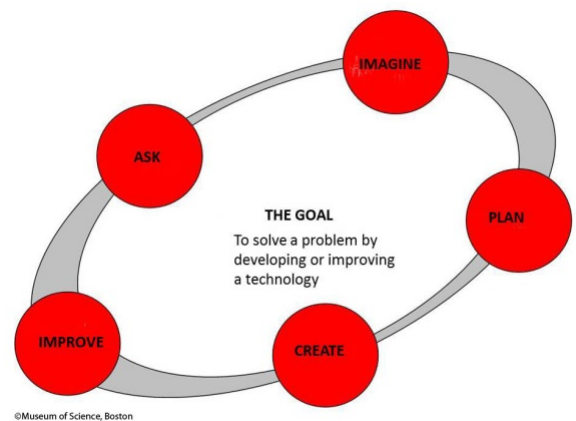 IMAGINE
ASK
PLAN
THE GOAL
To solve a problem by
developing or improving
a technology
IMPROVE
CREATE
©Museum of Science, Boston